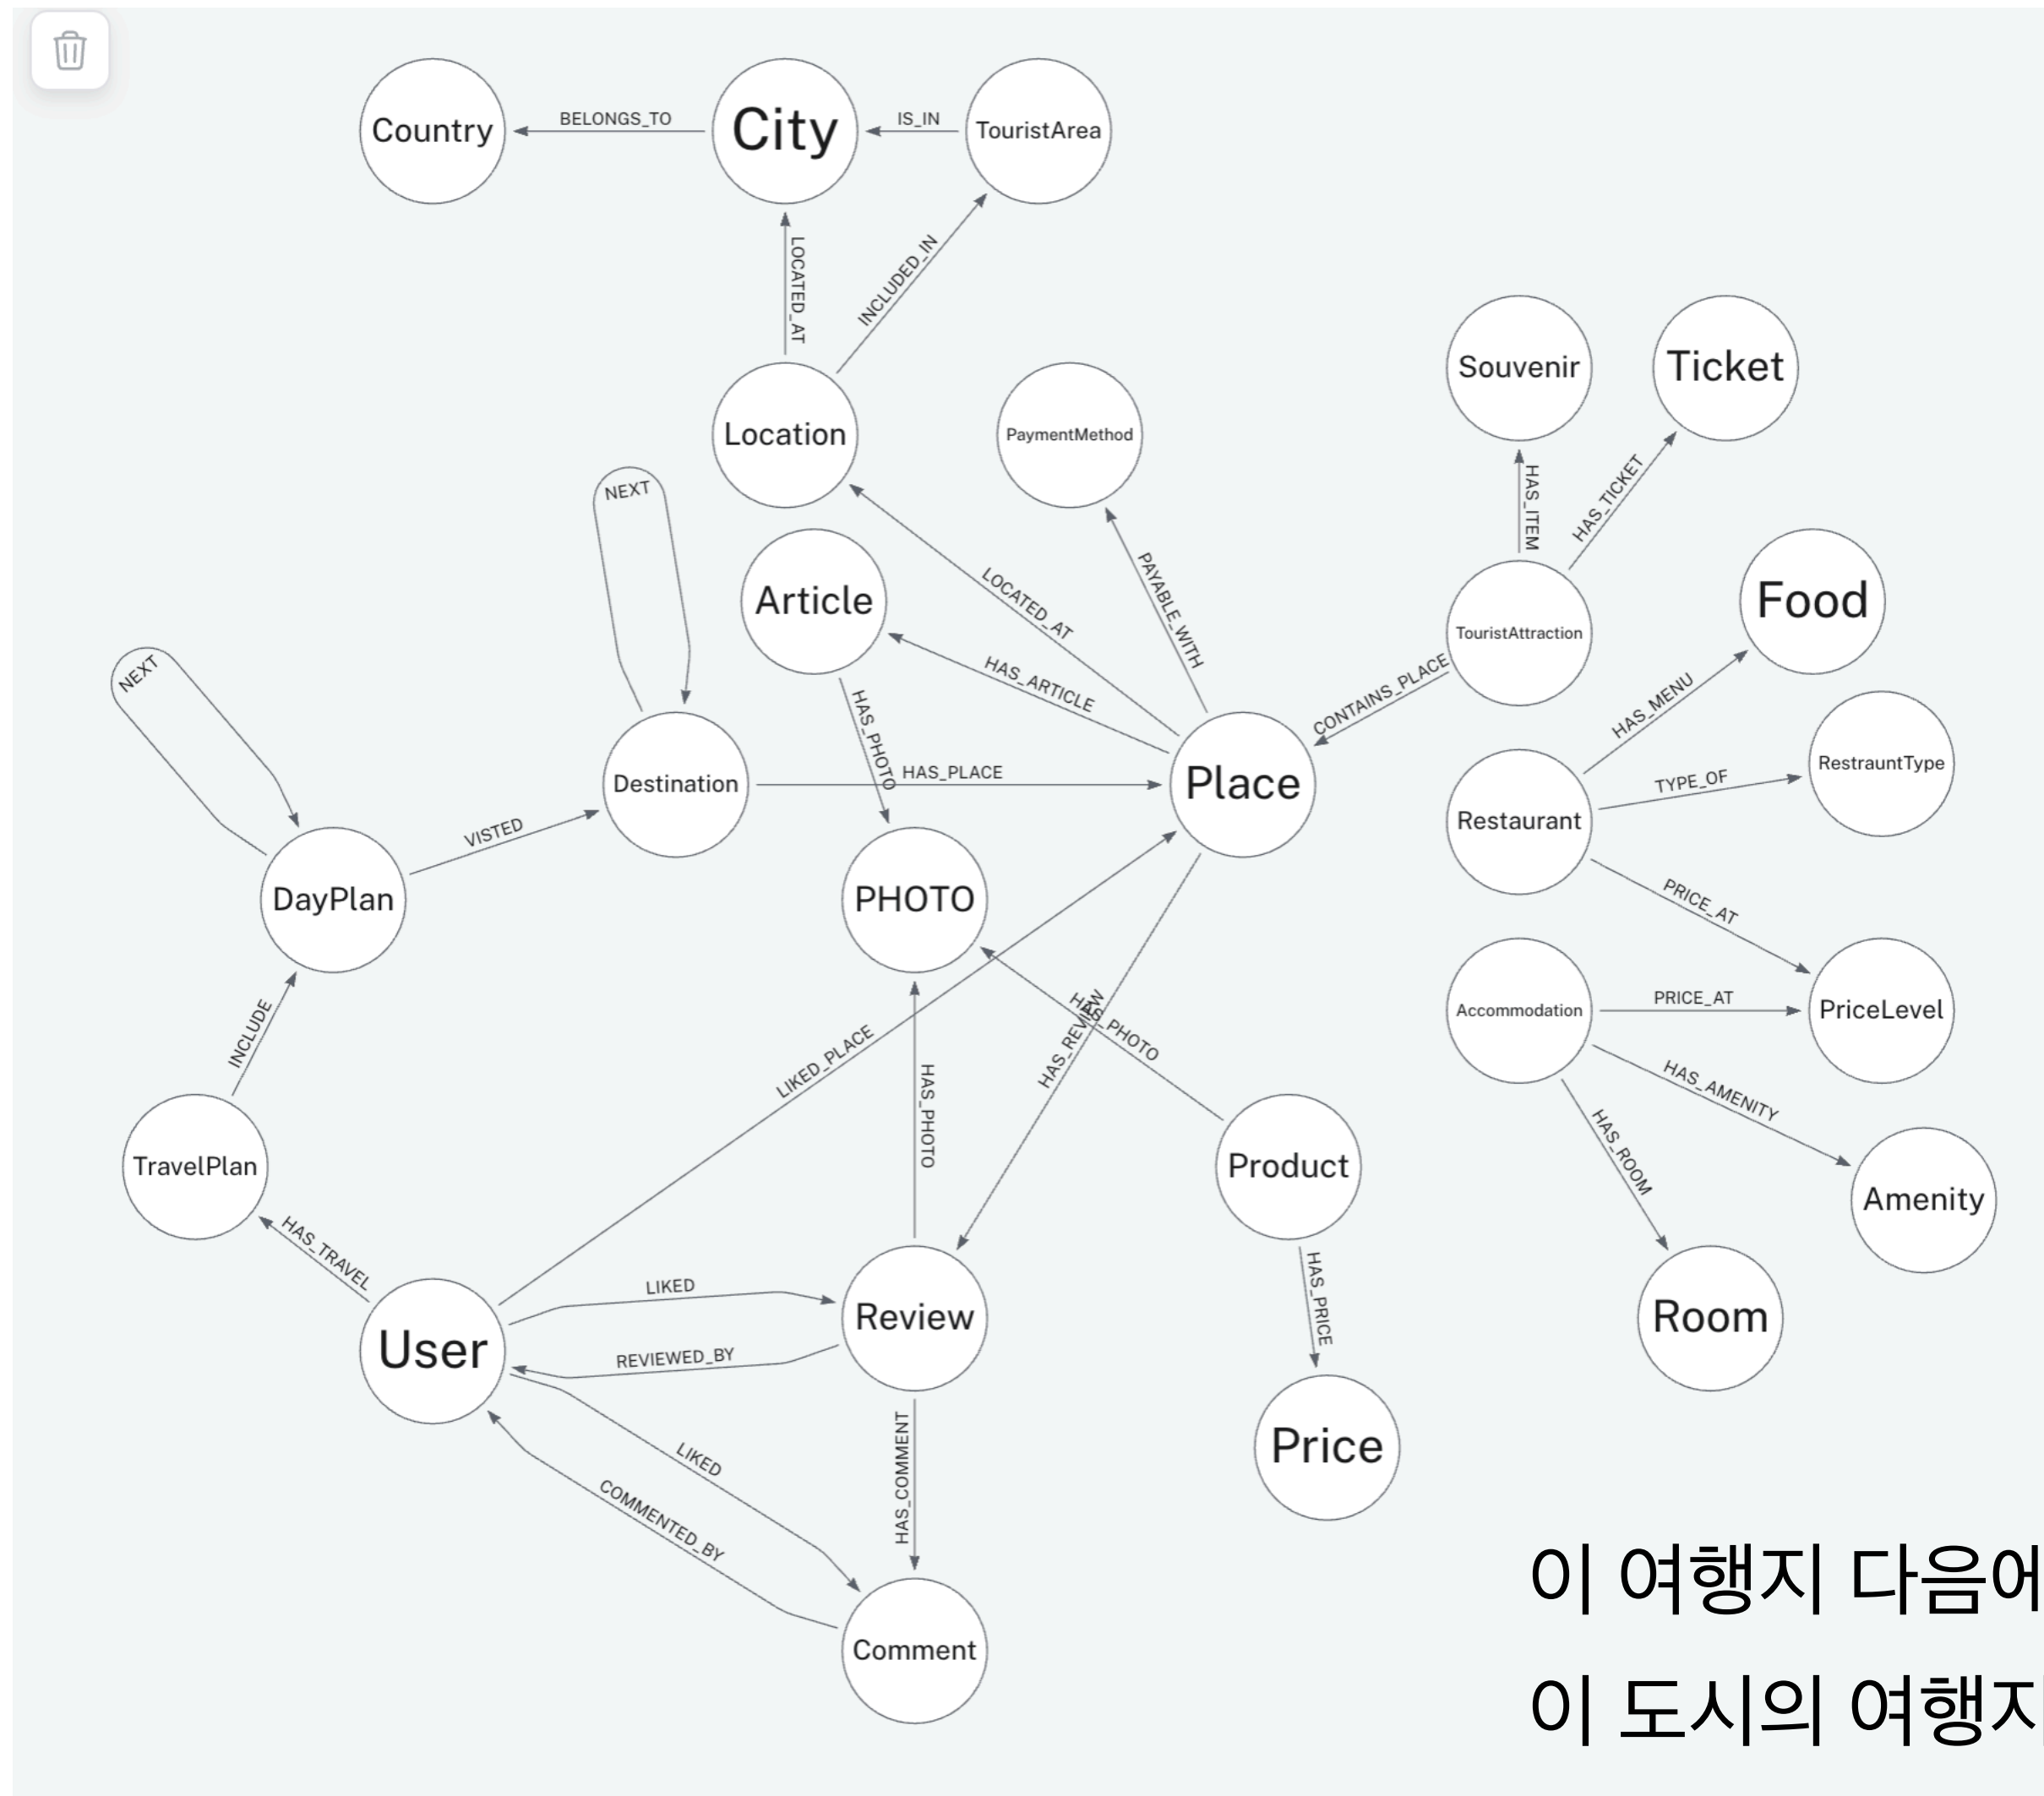 Country
BELONGS_TO
City
IS_IN
TouristArea
LOCATED_AT
INCLUDED_IN
Location
PaymentMethod
Souvenir
Ticket
NEXT
HAS_ITEM
HAS_TICKET
Article
LOCATED_AT
PAYABLE_WITH
TouristAttraction
Food
NEXT
HAS_PHOTO
HAS_ARTICLE
CONTAINS_PLACE
HAS_MENU
Destination
HAS_PLACE
Place
Restaurant
TYPE_OF
RestrauntType
VISTED
DayPlan
PHOTO
PRICE_AT
INCLUDE
LIKED_PLACE
HAS_PHOTO
HAS_REVIEW
HAS_PHOTO
Accommodation
PRICE_AT
PriceLevel
HAS_AMENITY
HAS_ROOM
TravelPlan
Product
Amenity
HAS_TRAVEL
LIKED
Review
HAS_PRICE
Room
User
REVIEWED_BY
Price
LIKED
HAS_COMMENT
COMMENTED_BY
Comment
이 여행지 다음에
이 도시의 여행지